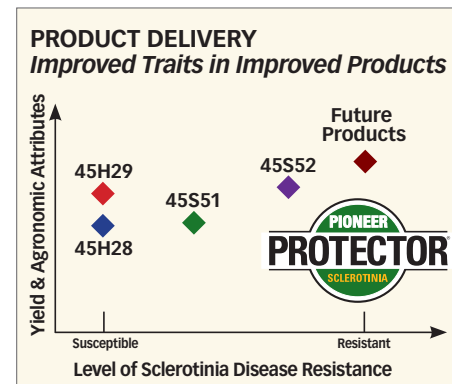 PRODUCT DELIVERY
Improved Traits in Improved Products
Yield & Agronomic Attributes
Future
Products
45H29
45S52
45S51
45H28
PIONEER
PROTECTOR
SCLEROTINIA
Susceptible
Resistant
Level of Sclerotinia Disease Resistance